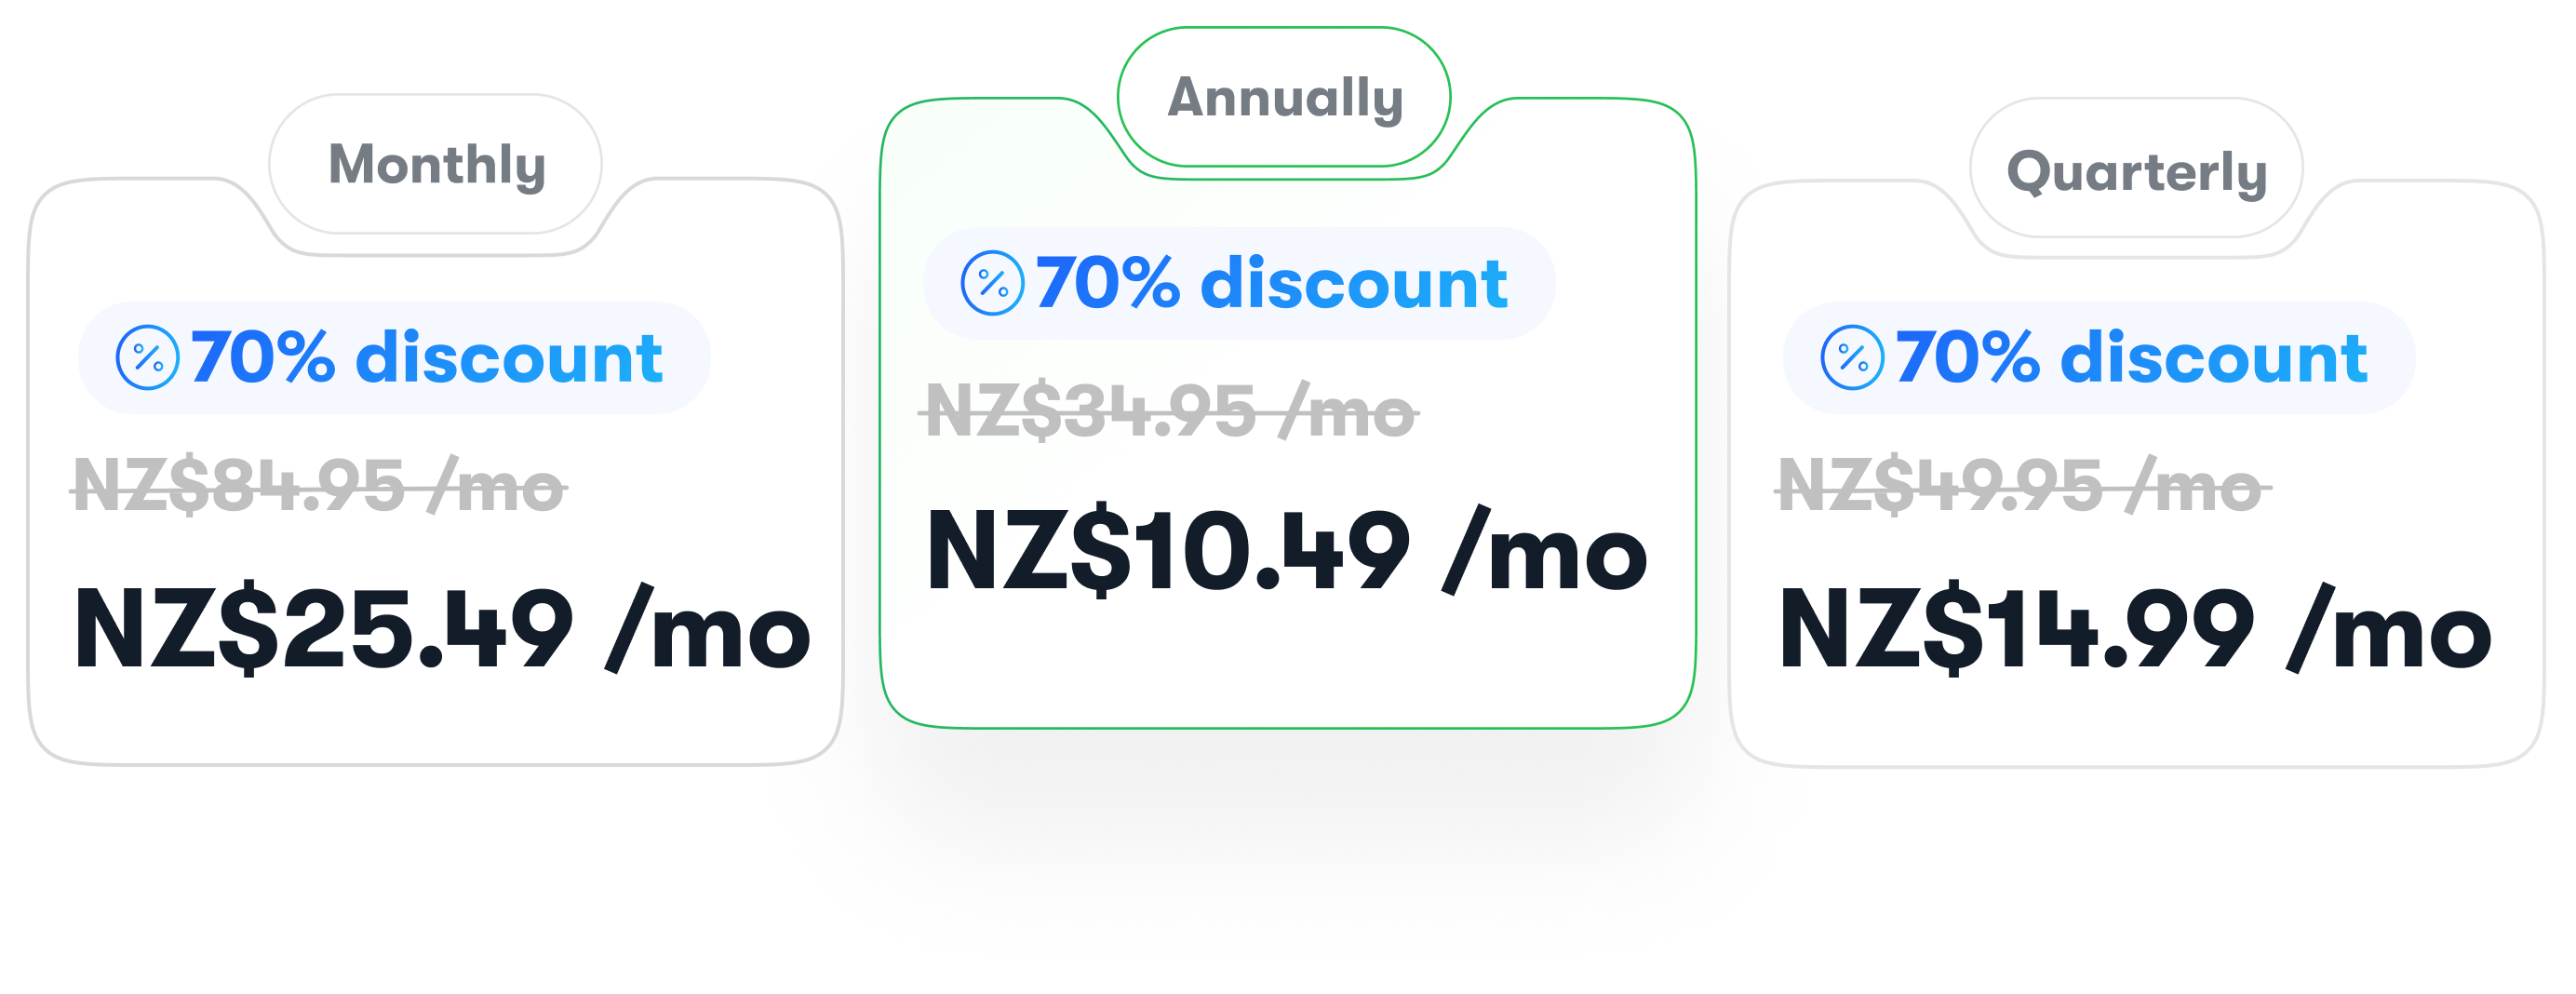 Monthly
70% discount
NZ$84.95 /mo
NZ$25.49 /mo
Annually
70% discount
NZ$34.95 /mo
NZ$10.49 /mo
Quarterly
70% discount
NZ$49.95 /mo
NZ$14.99 /mo